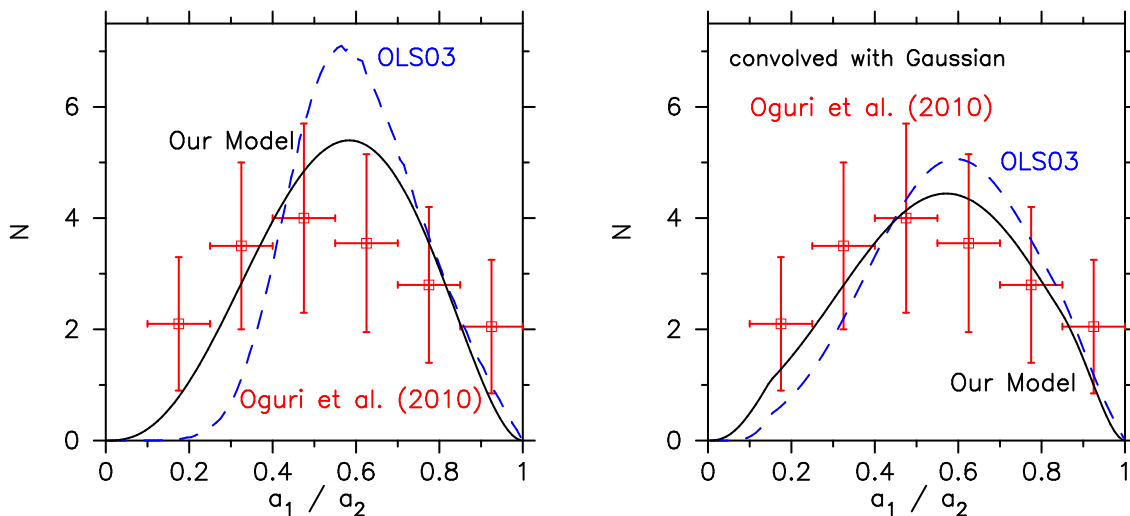 OLS03
Our Model
Oguri et al. (2010)
N
0 2 4 6
0 0.2 0.4 0.6 0.8 1
a₁ / a₂
convolved with Gaussian
Oguri et al. (2010)
OLS03
Our Model
N
0 2 4 6
0 0.2 0.4 0.6 0.8 1
a₁ / a₂